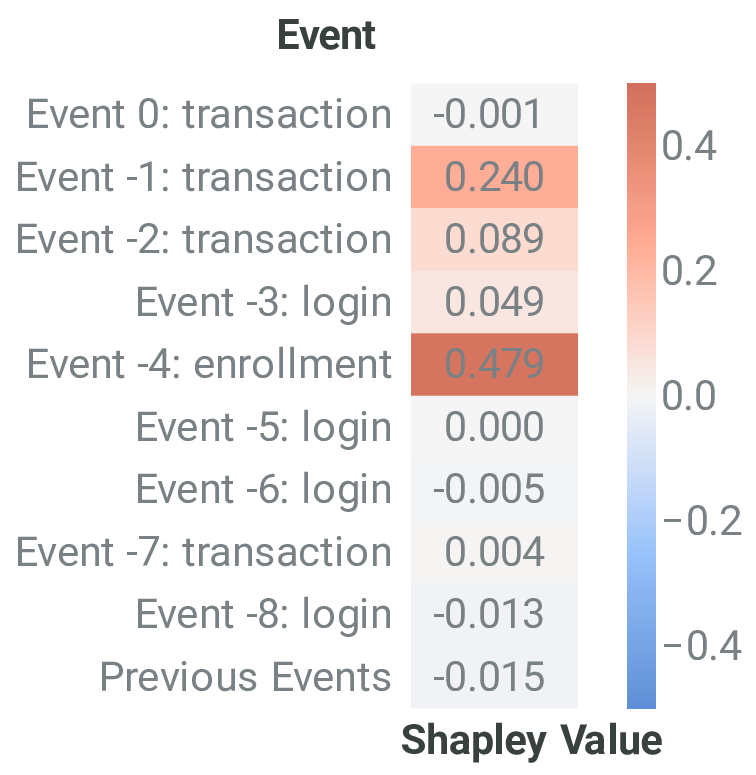 Event
Event 0: transaction -0.001
Event -1: transaction 0.240
Event -2: transaction 0.089
Event -3: login 0.049
Event -4: enrollment 0.479
Event -5: login 0.000
Event -6: login -0.005
Event -7: transaction 0.004
Event -8: login -0.013
Previous Events -0.015
Shapley Value
0.4
0.2
0.0
−0.2
−0.4